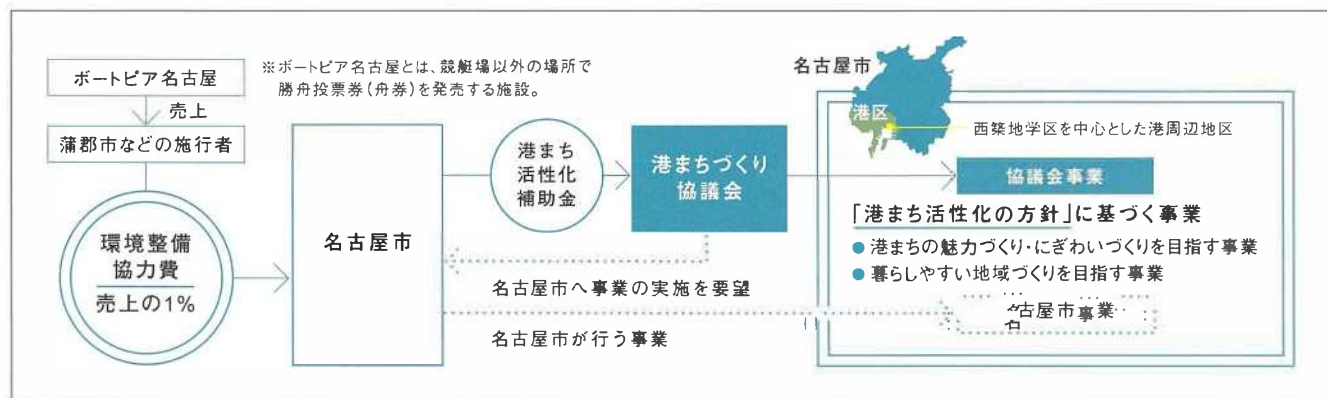 ボートピア名古屋
売上
蒲郡市などの施行者
環境整備
協力費
売上の1%
※ボートピア名古屋とは、競艇場以外の場所で
勝舟投票券(舟券)を発売する施設。
名古屋市
港まち
活性化
補助金
港まちづくり
協議会
名古屋市へ事業の実施を要望
名古屋市が行う事業
名古屋市
港区
西築地学区を中心とした港周辺地区
協議会事業
「港まち活性化の方針」に基づく事業
● 港まちの魅力づくり・にぎわいづくりを目指す事業
● 暮らしやすい地域づくりを目指す事業
名古屋市事業